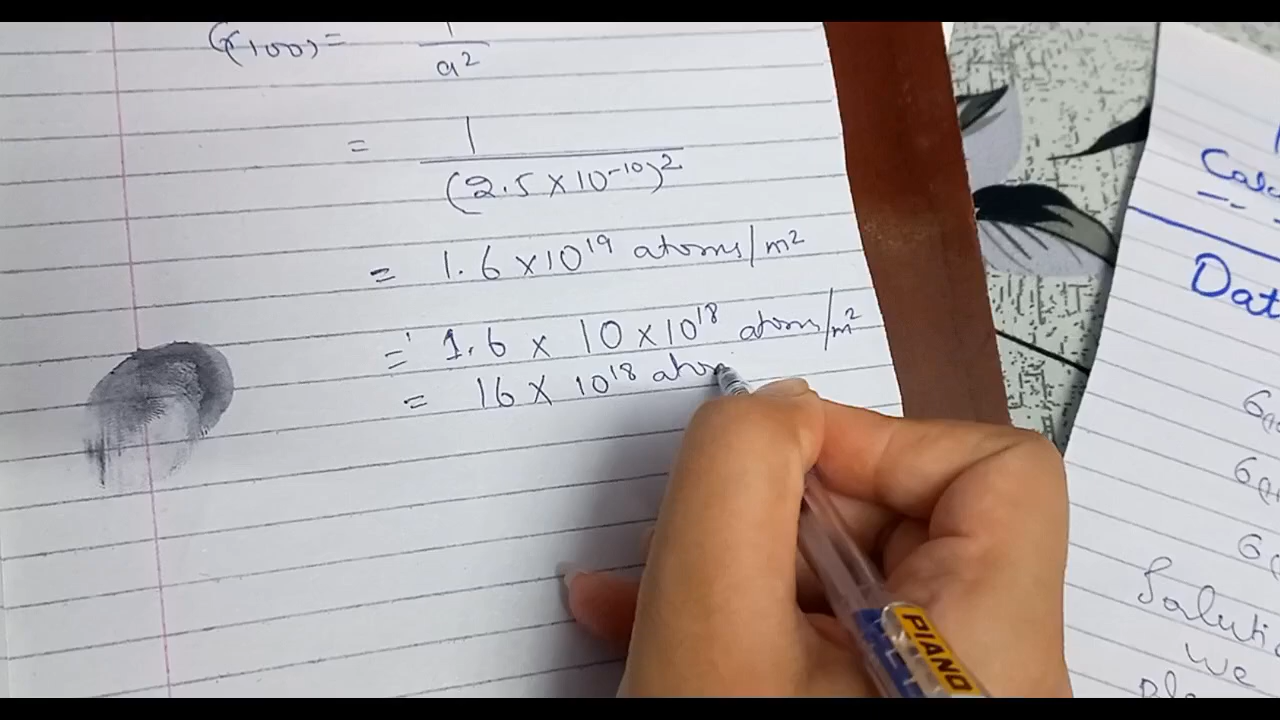 (100) = 1 / a²
= 1 / (2.5 × 10⁻¹⁰)²
= 1.6 × 10¹⁹ atoms/m²
= 1.6 × 10 × 10¹⁸ atoms/m²
= 16 × 10¹⁸ atom
PIANO
Dat
Soluti
we